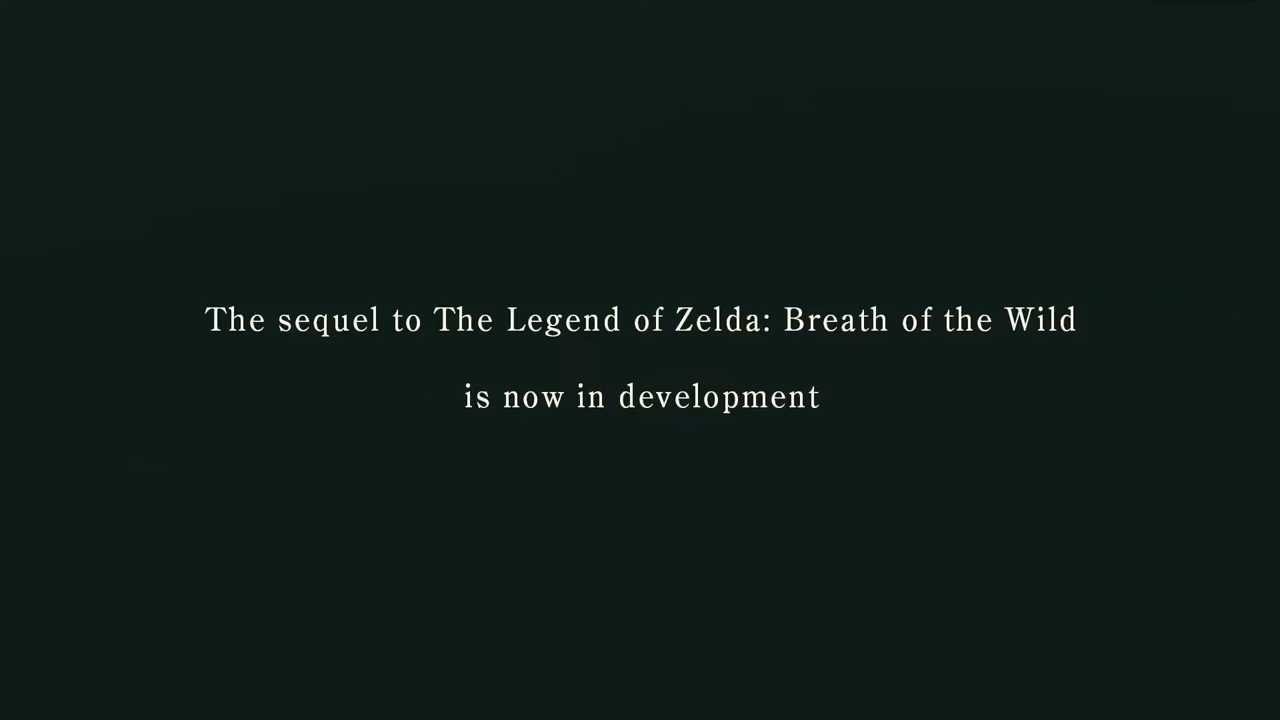 The sequel to The Legend of Zelda: Breath of the Wild
is now in development